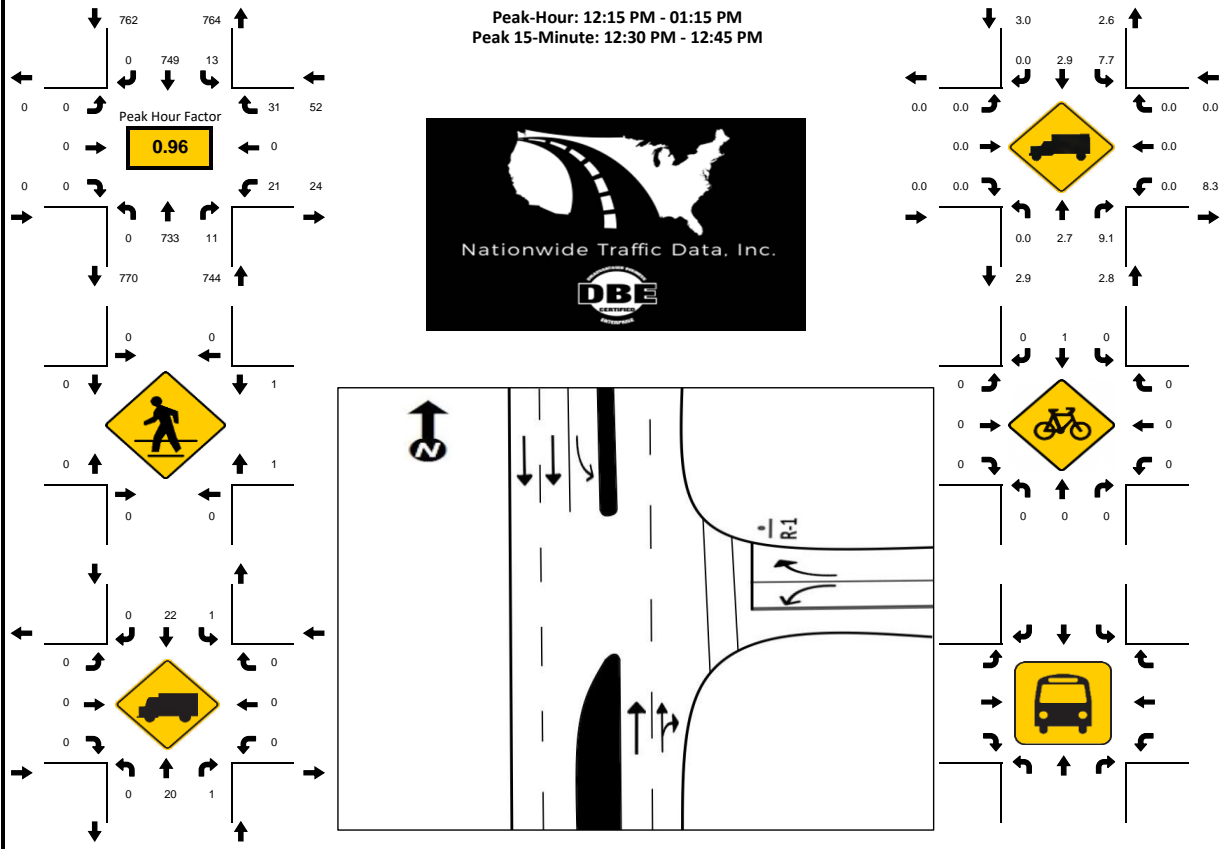 Peak-Hour: 12:15 PM - 01:15 PM
Peak 15-Minute: 12:30 PM - 12:45 PM
762 764
0 749 13
0 0 31 52
Peak Hour Factor
0.96
0 0
0 0 21 24
0 733 11
770 744
3.0 2.6
0.0 2.9 7.7
0.0 0.0 0.0 0.0
0.0 0.0
0.0 0.0 0.0 8.3
0.0 2.7 9.1
2.9 2.8
Nationwide Traffic Data, Inc.
DISADVANTAGED BUSINESS
DBE
CERTIFIED
ENTERPRISE
0 0
0 1
0 1
0 0
0 1 0
0 0
0 0
0 0
0 0 0
N
R-1
0 22 1
0 0
0 0
0 0
0 20 1